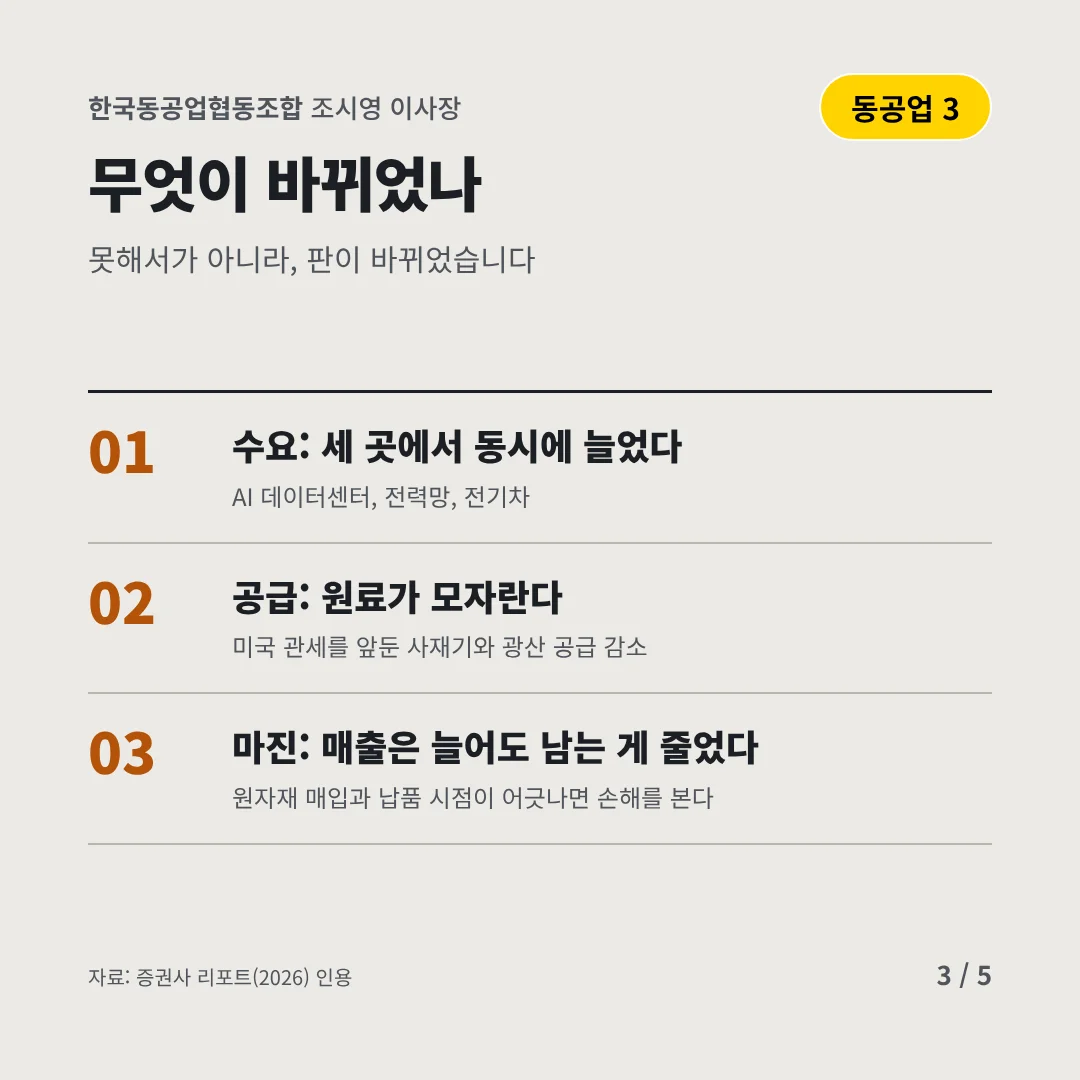 한국동공업협동조합 조시영 이사장
동공업 3
무엇이 바뀌었나
못해서가 아니라, 판이 바뀌었습니다
01
수요: 세 곳에서 동시에 늘었다
AI 데이터센터, 전력망, 전기차
02
공급: 원료가 모자란다
미국 관세를 앞둔 사재기와 광산 공급 감소
03
마진: 매출은 늘어도 남는 게 줄었다
원자재 매입과 납품 시점이 어긋나면 손해를 본다
자료: 증권사 리포트(2026) 인용
3 / 5